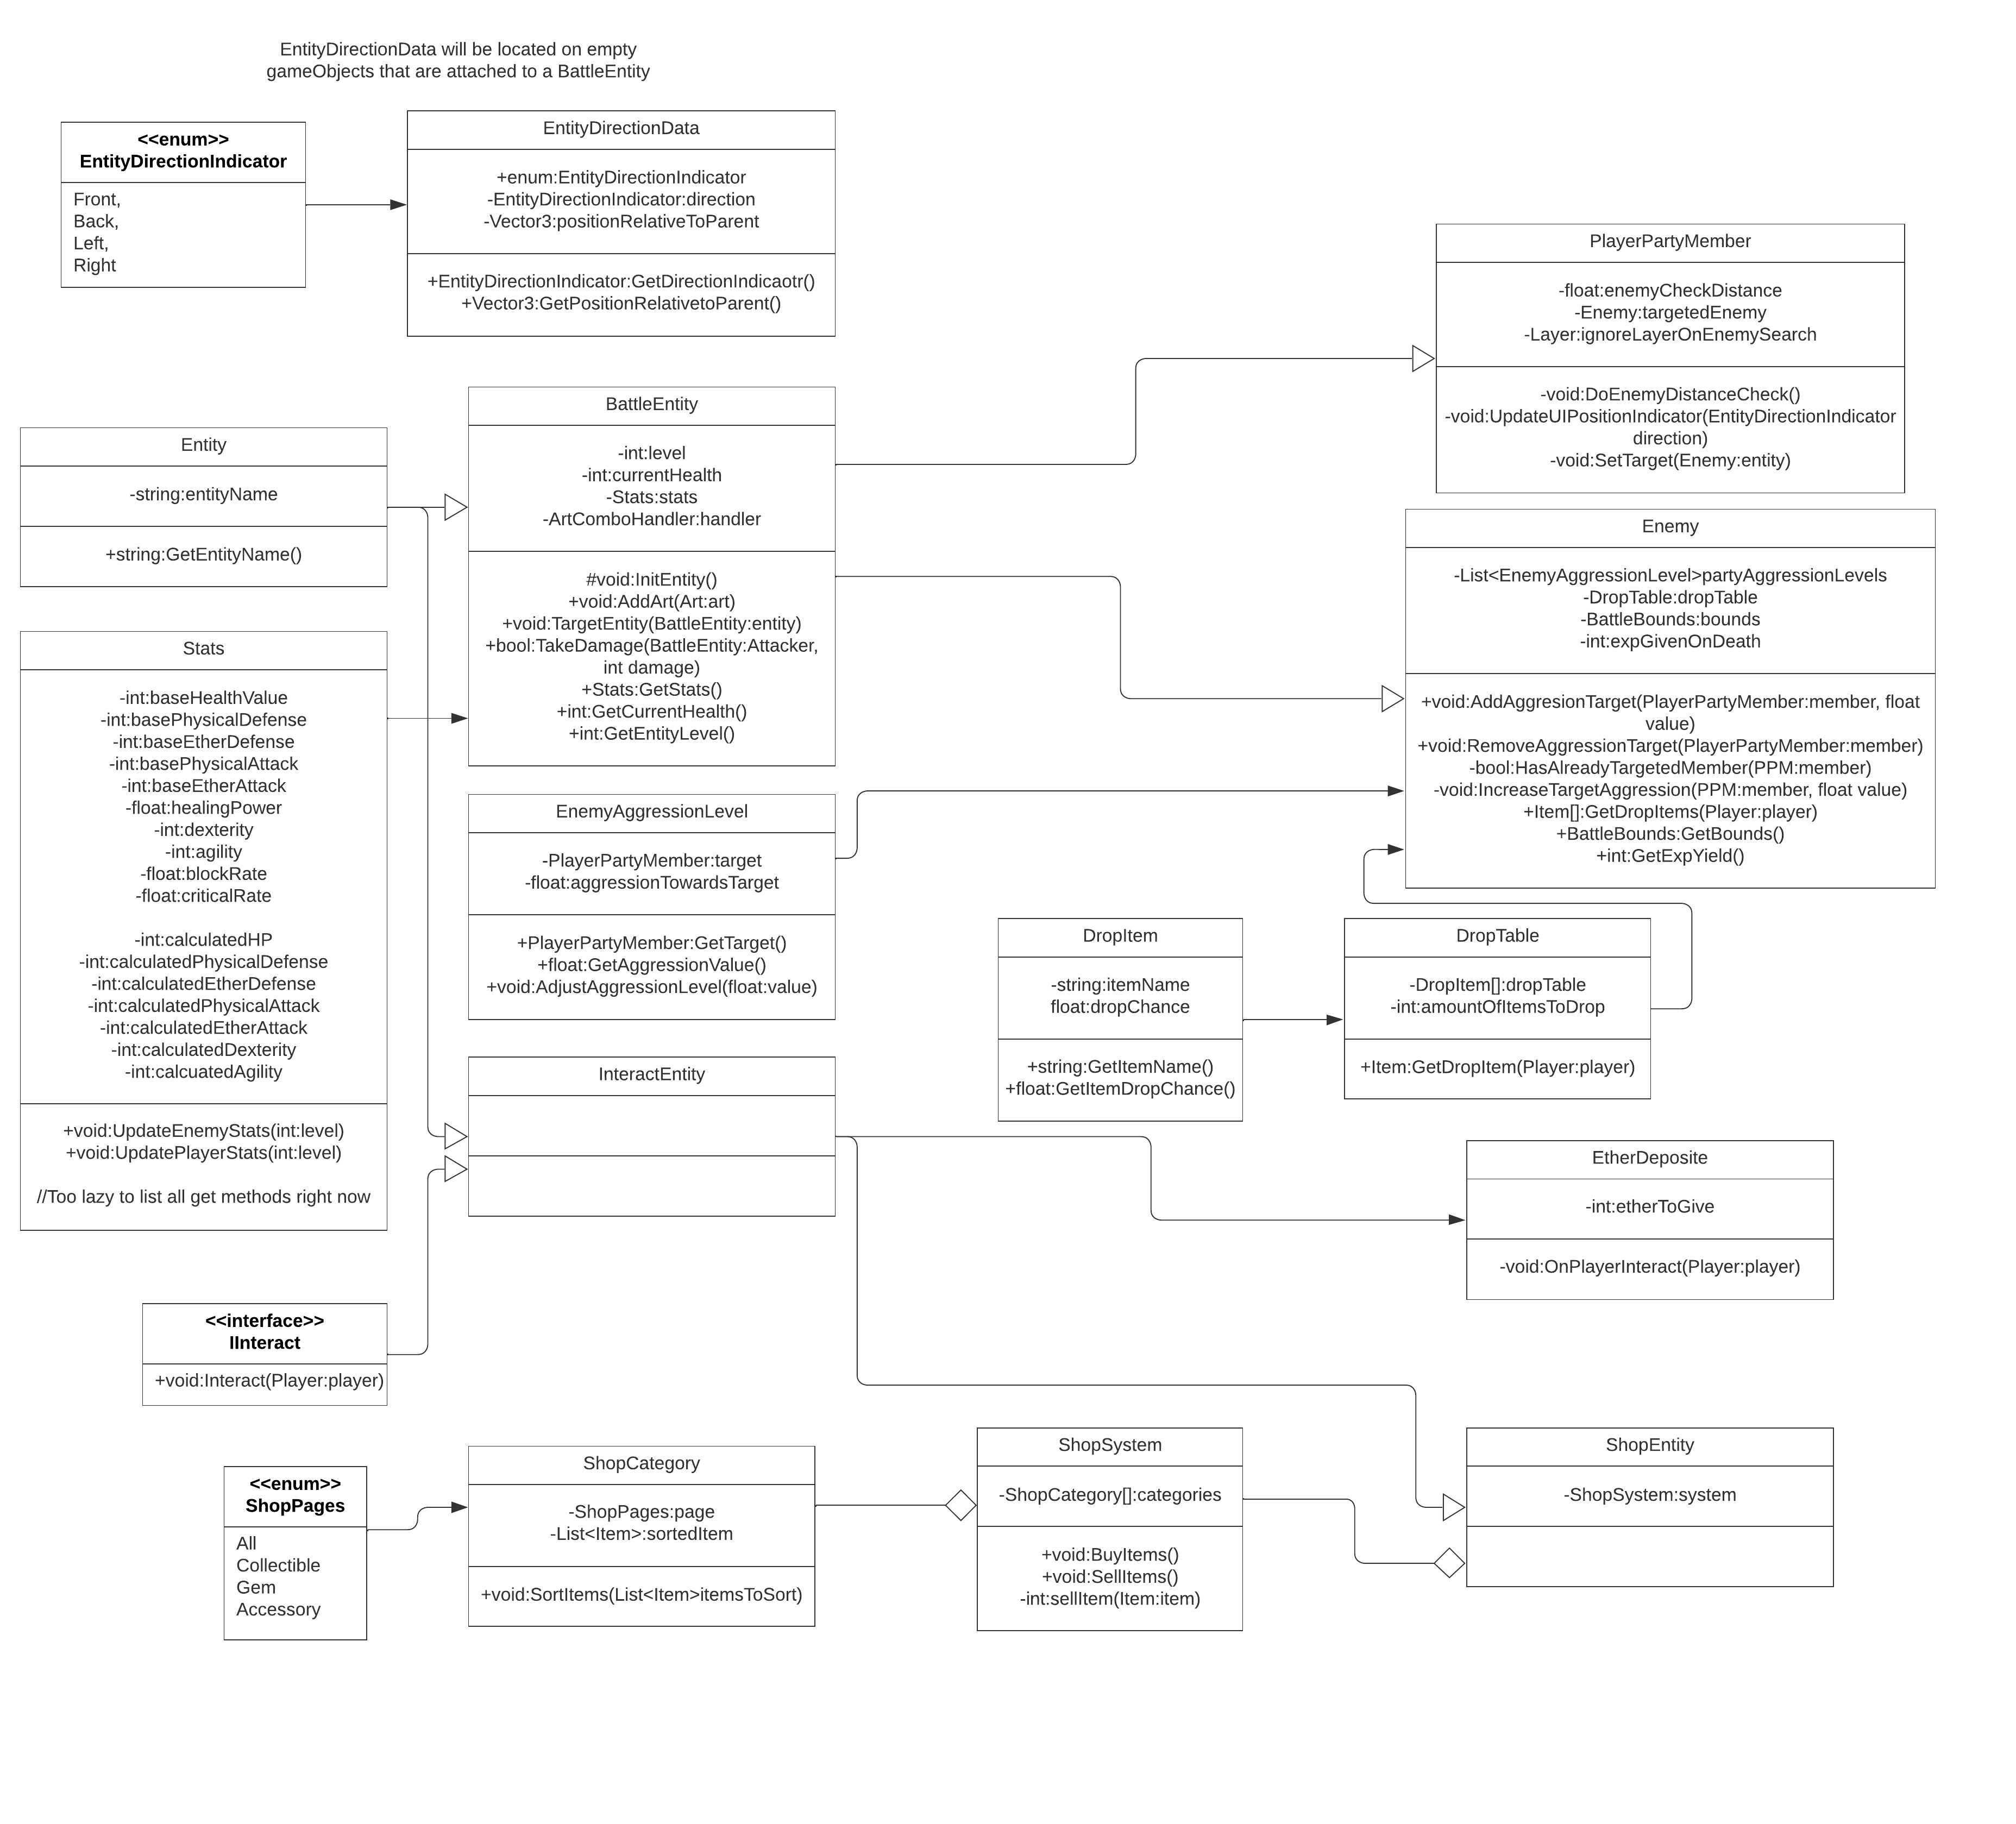 EntityDirectionData will be located on empty
gameObjects that are attached to a BattleEntity
<<enum>>
EntityDirectionIndicator
Front,
Back,
Left,
Right
EntityDirectionData
+enum:EntityDirectionIndicator
-EntityDirectionIndicator:direction
-Vector3:positionRelativeToParent
+EntityDirectionIndicator:GetDirectionIndicaotr()
+Vector3:GetPositionRelativetoParent()
PlayerPartyMember
-float:enemyCheckDistance
-Enemy:targetedEnemy
-Layer:ignoreLayerOnEnemySearch
-void:DoEnemyDistanceCheck()
-void:UpdateUIPositionIndicator(EntityDirectionIndicator
direction)
-void:SetTarget(Enemy:entity)
Entity
-string:entityName
+string:GetEntityName()
BattleEntity
-int:level
-int:currentHealth
-Stats:stats
-ArtComboHandler:handler
#void:InitEntity()
+void:AddArt(Art:art)
+void:TargetEntity(BattleEntity:entity)
+bool:TakeDamage(BattleEntity:Attacker,
int damage)
+Stats:GetStats()
+int:GetCurrentHealth()
+int:GetEntityLevel()
Enemy
-List<EnemyAggressionLevel>partyAggressionLevels
-DropTable:dropTable
-BattleBounds:bounds
-int:expGivenOnDeath
+void:AddAggresionTarget(PlayerPartyMember:member, float
value)
+void:RemoveAggressionTarget(PlayerPartyMember:member)
-bool:HasAlreadyTargetedMember(PPM:member)
-void:IncreaseTargetAggression(PPM:member, float value)
+Item[]:GetDropItems(Player:player)
+BattleBounds:GetBounds()
+int:GetExpYield()
Stats
-int:baseHealthValue
-int:basePhysicalDefense
-int:baseEtherDefense
-int:basePhysicalAttack
-int:baseEtherAttack
-float:healingPower
-int:dexterity
-int:agility
-float:blockRate
-float:criticalRate
-int:calculatedHP
-int:calculatedPhysicalDefense
-int:calculatedEtherDefense
-int:calculatedPhysicalAttack
-int:calculatedEtherAttack
-int:calculatedDexterity
-int:calcuatedAgility
+void:UpdateEnemyStats(int:level)
+void:UpdatePlayerStats(int:level)
//Too lazy to list all get methods right now
EnemyAggressionLevel
-PlayerPartyMember:target
-float:aggressionTowardsTarget
+PlayerPartyMember:GetTarget()
+float:GetAggressionValue()
+void:AdjustAggressionLevel(float:value)
DropItem
-string:itemName
float:dropChance
+string:GetItemName()
+float:GetItemDropChance()
DropTable
-DropItem[]:dropTable
-int:amountOfItemsToDrop
+Item:GetDropItem(Player:player)
InteractEntity
EtherDeposite
-int:etherToGive
-void:OnPlayerInteract(Player:player)
<<interface>>
IInteract
+void:Interact(Player:player)
<<enum>>
ShopPages
All
Collectible
Gem
Accessory
ShopCategory
-ShopPages:page
-List<Item>:sortedItem
+void:SortItems(List<Item>itemsToSort)
ShopSystem
-ShopCategory[]:categories
+void:BuyItems()
+void:SellItems()
-int:sellItem(Item:item)
ShopEntity
-ShopSystem:system